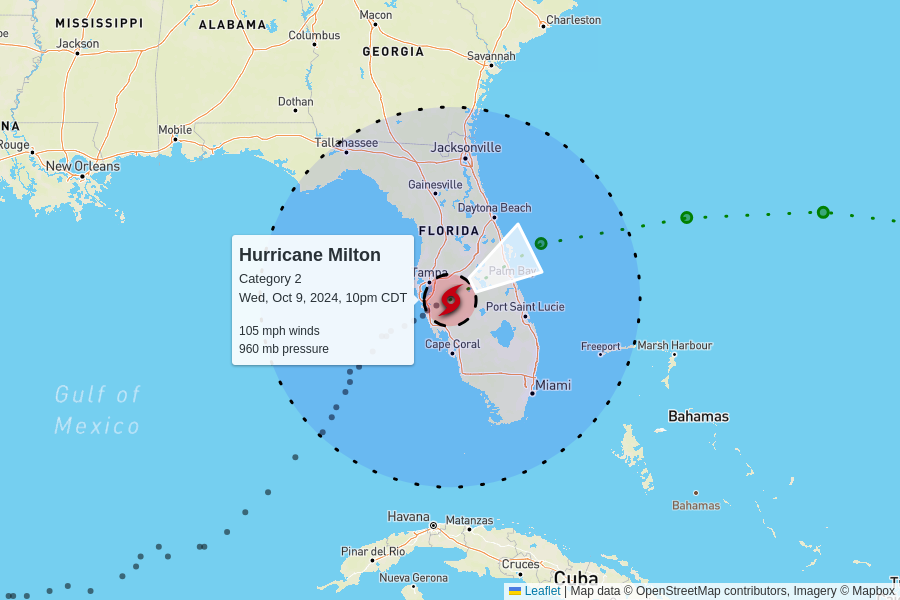 MISSISSIPPI
ALABAMA
Macon
Charleston
Jackson
Columbus
GEORGIA
Savannah
Dothan
NA
Mobile
Rouge
Tallahassee
Jacksonville
New Orleans
Gainesville
Daytona Beach
FLORIDA
Hurricane Milton
Category 2
Wed, Oct 9, 2024, 10pm CDT
105 mph winds
960 mb pressure
Tampa
Palm Bay
Port Saint Lucie
Cape Coral
Freeport
Marsh Harbour
Miami
Gulf of
Mexico
Bahamas
Bahamas
Havana
Matanzas
Pinar del Río
Cruces
Nueva Gerona
Cuba
Leaflet | Map data © OpenStreetMap contributors, Imagery © Mapbox